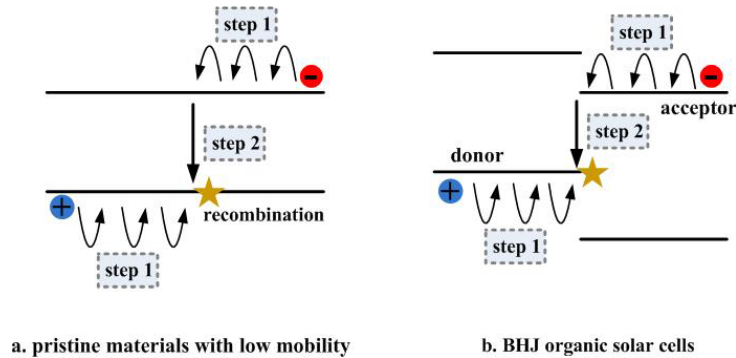 step 1
step 2
+
-
recombination
step 1
a. pristine materials with low mobility
step 1
acceptor
step 2
donor
+
-
step 1
b. BHJ organic solar cells